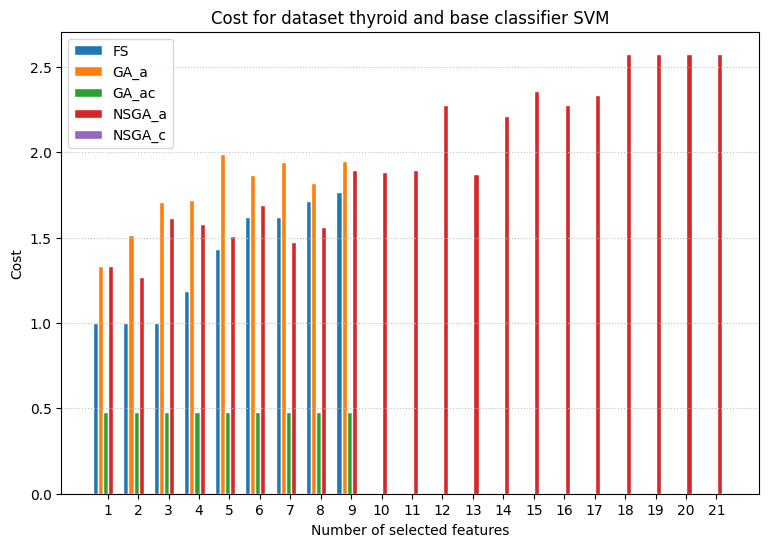 Cost for dataset thyroid and base classifier SVM
FS
GA_a
GA_ac
NSGA_a
NSGA_c
2.5
2.0
1.5
1.0
0.5
0.0
Cost
1 2 3 4 5 6 7 8 9 10 11 12 13 14 15 16 17 18 19 20 21
Number of selected features